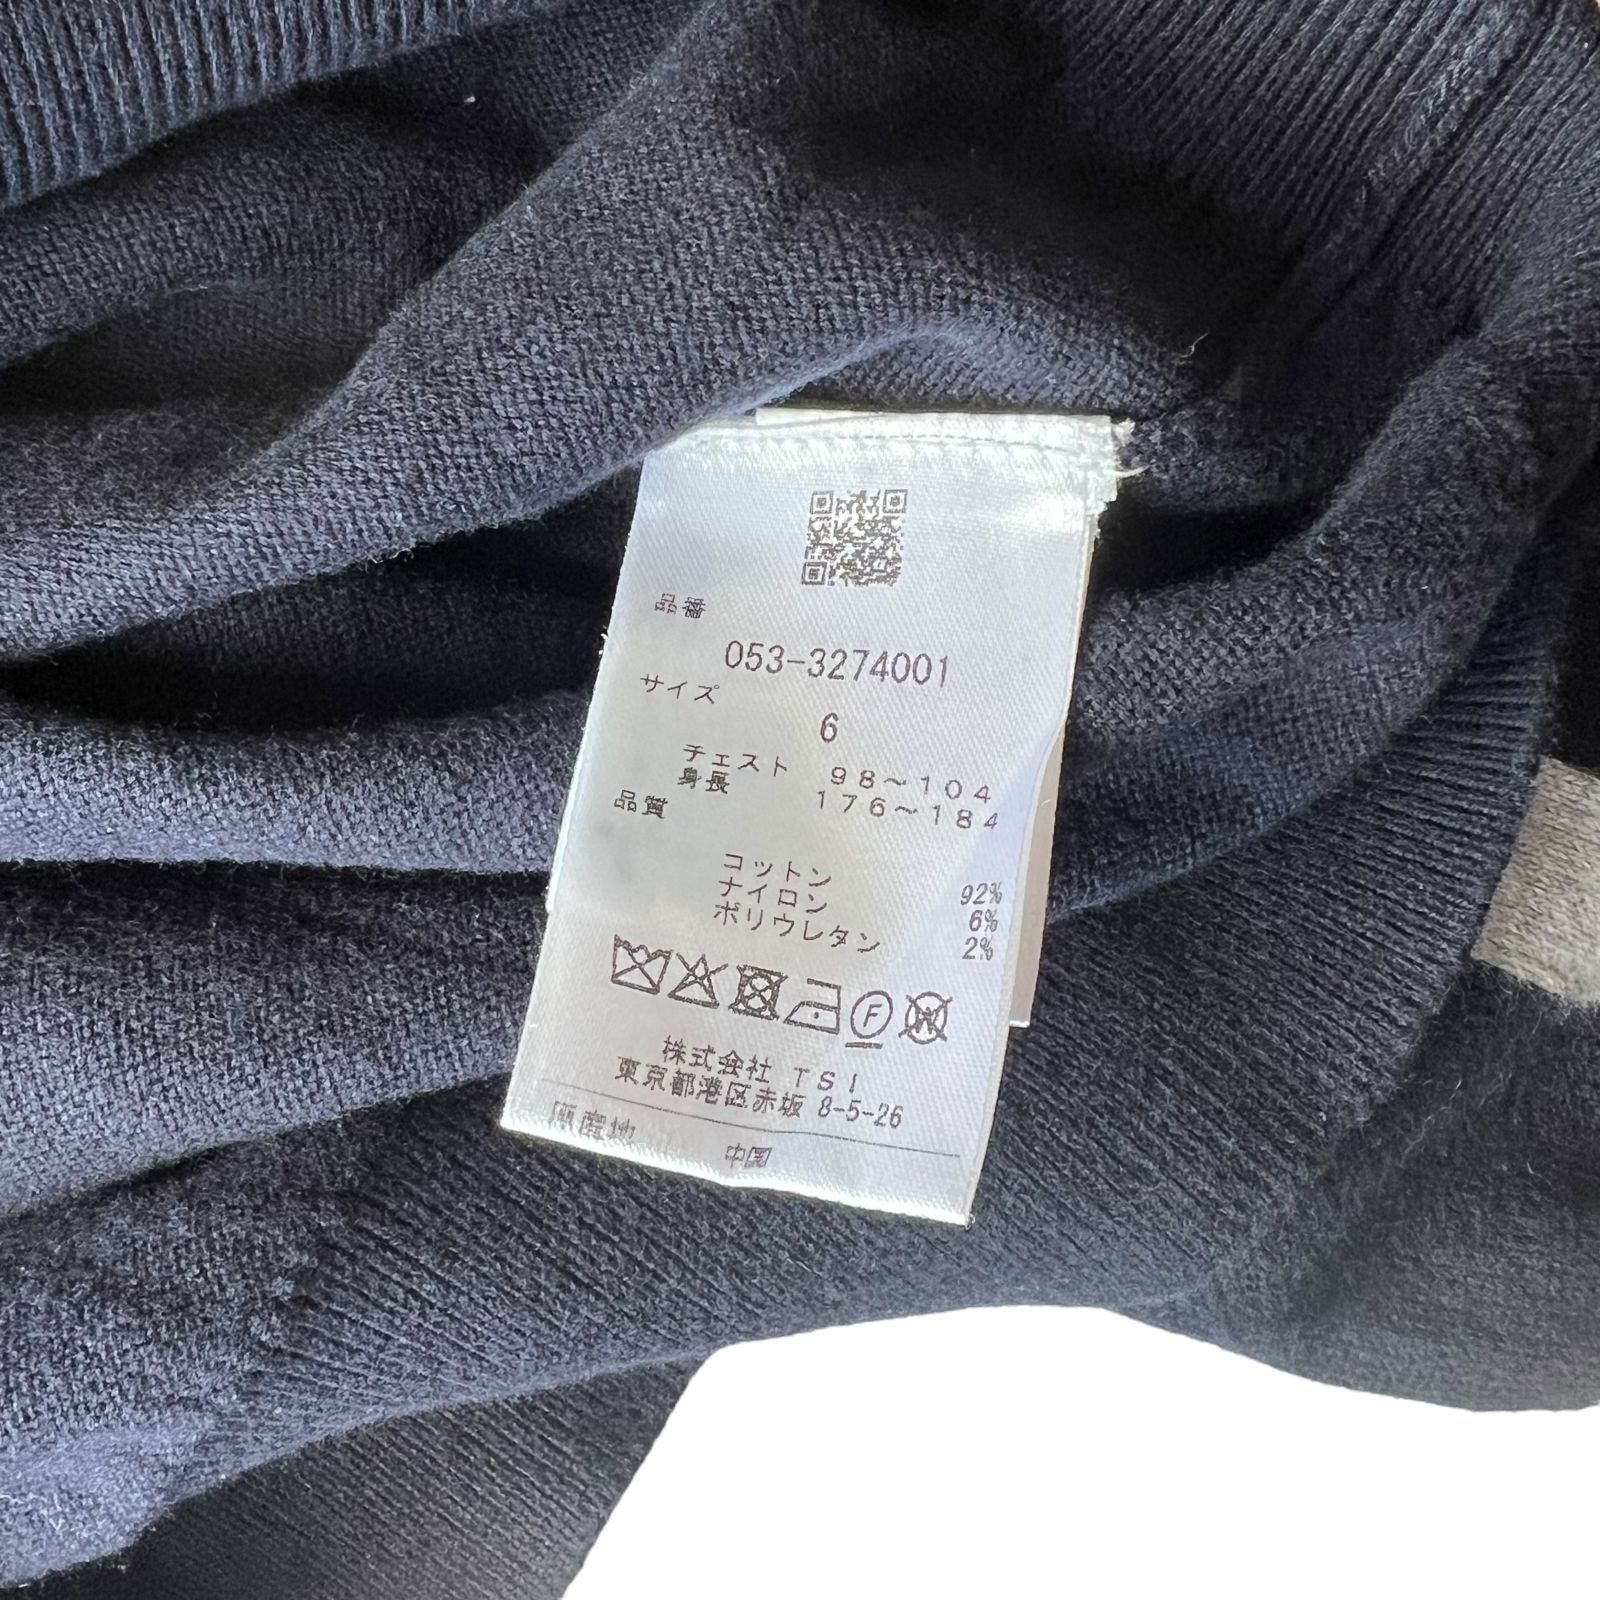 品番
053-3274001
サイズ
6
チェスト 98～104
身長 176～184
品質
コットン 92%
ナイロン 6%
ポリウレタン 2%
F
W
株式会社 TSI
東京都港区赤坂 8-5-26
原産地
中国